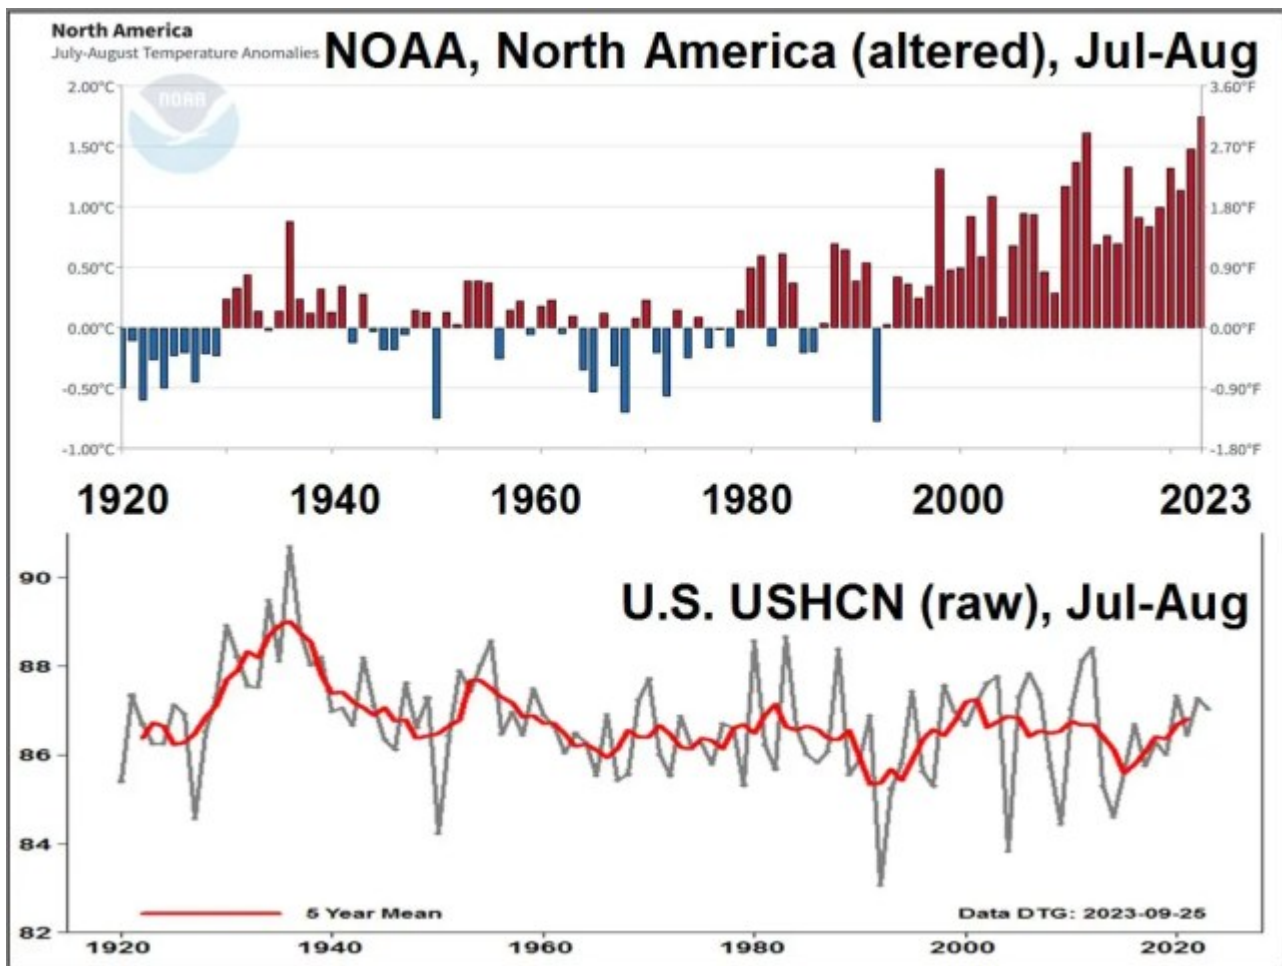 North America
July-August Temperature Anomalies
NOAA, North America (altered), Jul-Aug
2.00°C 3.60°F
NOAA
1.50°C 2.70°F
1.00°C 1.80°F
0.50°C 0.90°F
0.00°C 0.00°F
-0.50°C -0.90°F
-1.00°C -1.80°F
1920 1940 1960 1980 2000 2023
90
U.S. USHCN (raw), Jul-Aug
88
86
84
5 Year Mean Data DTG: 2023-09-25
82
1920 1940 1960 1980 2000 2020